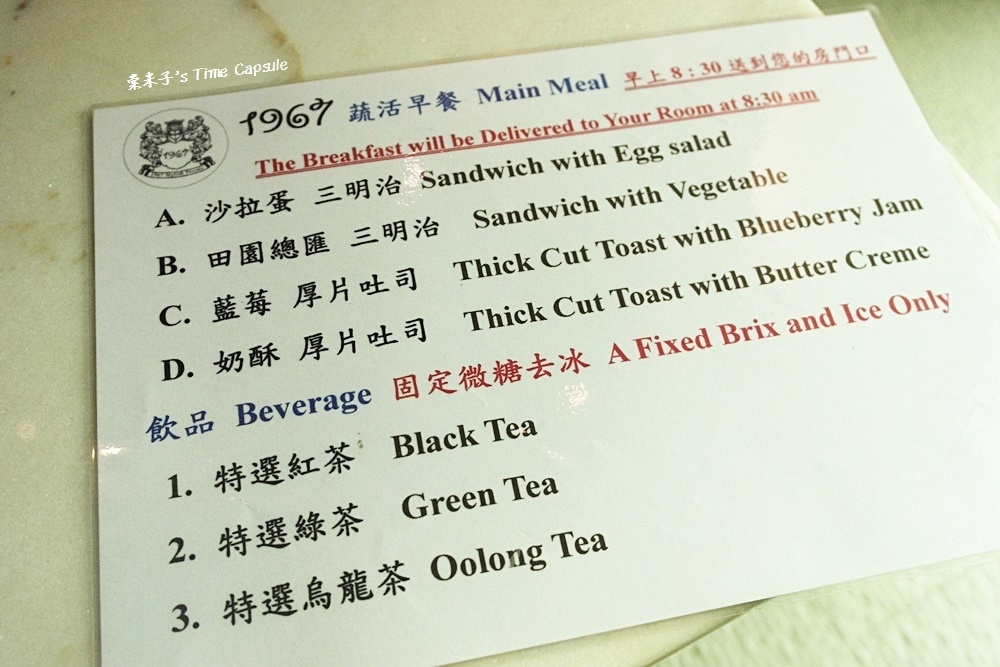 栗米子's Time Capsule
1967 蔬活早餐 Main Meal 早上 8：30 送到您的房門口
The Breakfast will be Delivered to Your Room at 8:30 am
1967
A. 沙拉蛋 三明治 Sandwich with Egg salad
B. 田園總匯 三明治 Sandwich with Vegetable
C. 藍莓 厚片吐司 Thick Cut Toast with Blueberry Jam
D. 奶酥 厚片吐司 Thick Cut Toast with Butter Creme
飲品 Beverage 固定微糖去冰 A Fixed Brix and Ice Only
1. 特選紅茶 Black Tea
2. 特選綠茶 Green Tea
3. 特選烏龍茶 Oolong Tea